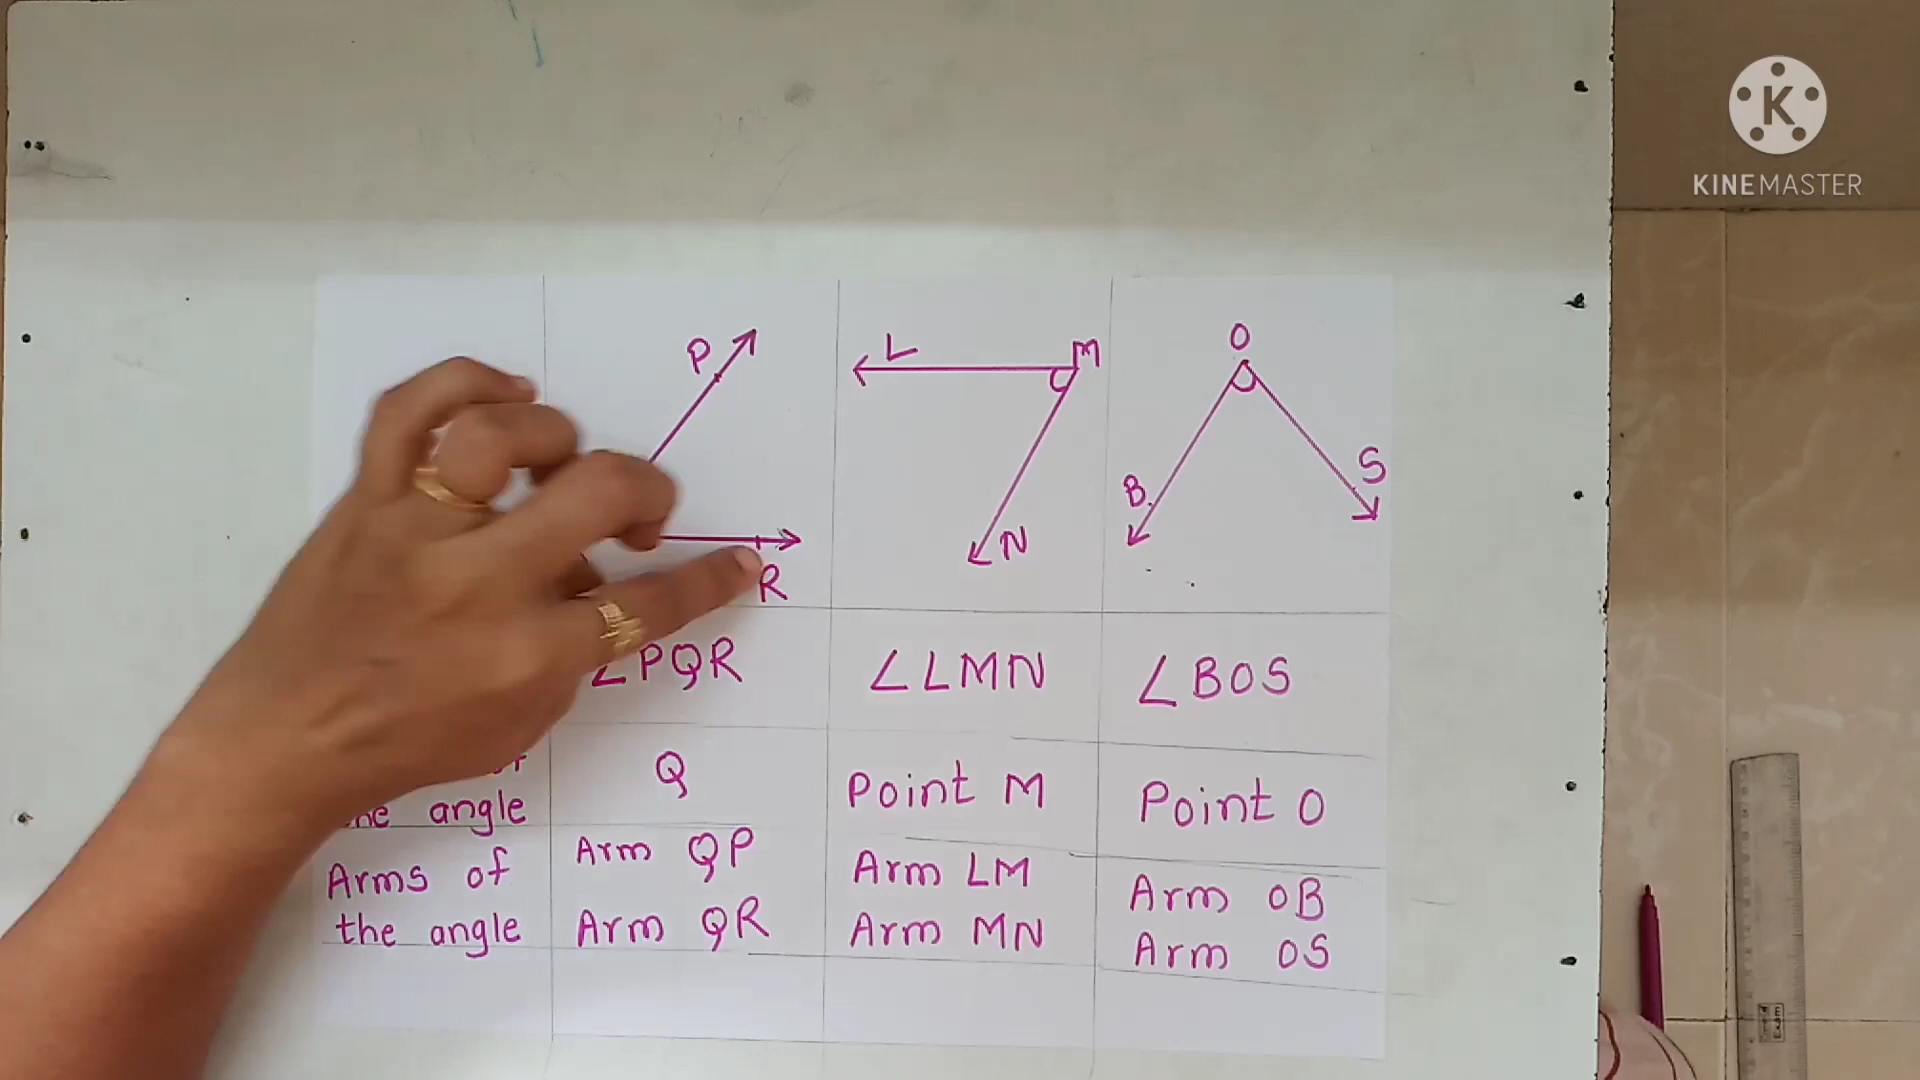 K
KINEMASTER
P
L
M
O
S
B
N
R
∠PQR
∠LMN
∠BOS
the angle
Q
Point M
Point O
Arms of
the angle
Arm QP
Arm QR
Arm LM
Arm MN
Arm OB
Arm OS